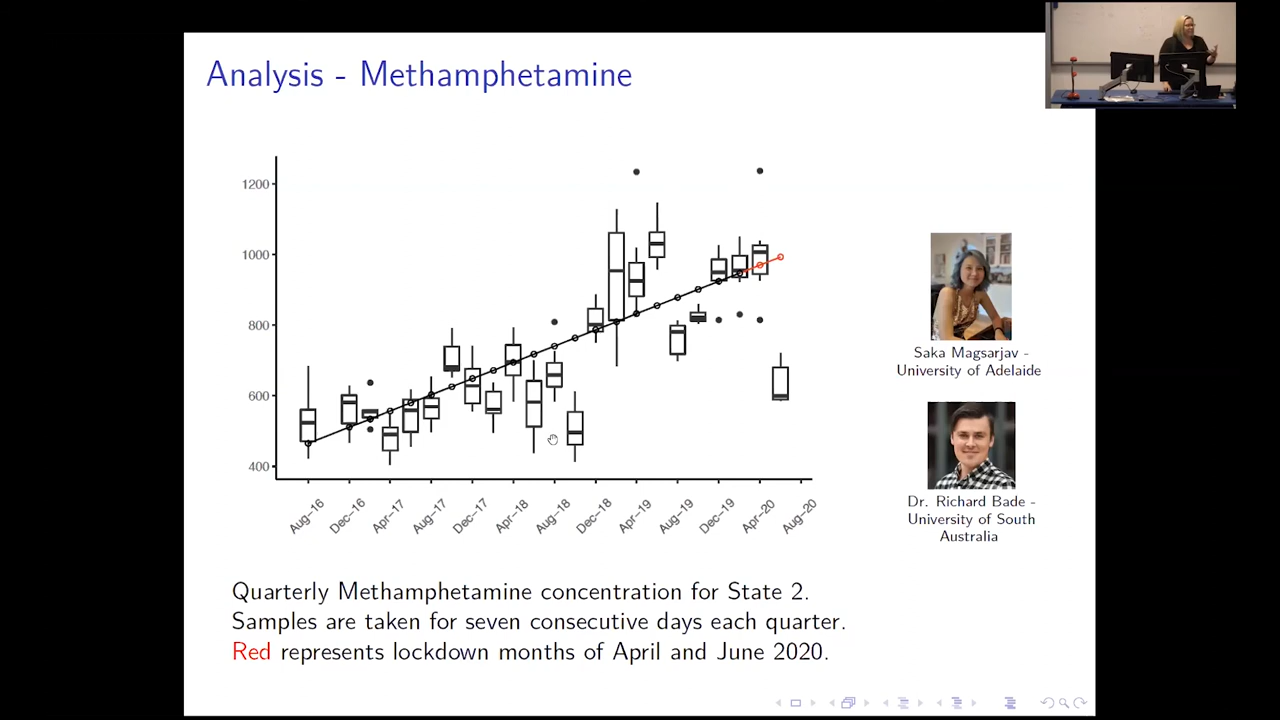 Analysis - Methamphetamine
1200
1000
800
600
400
Aug−16
Dec−16
Apr−17
Aug−17
Dec−17
Apr−18
Aug−18
Dec−18
Apr−19
Aug−19
Dec−19
Apr−20
Aug−20
Saka Magsarjav -
University of Adelaide
Dr. Richard Bade -
University of South
Australia
Quarterly Methamphetamine concentration for State 2.
Samples are taken for seven consecutive days each quarter.
Red represents lockdown months of April and June 2020.